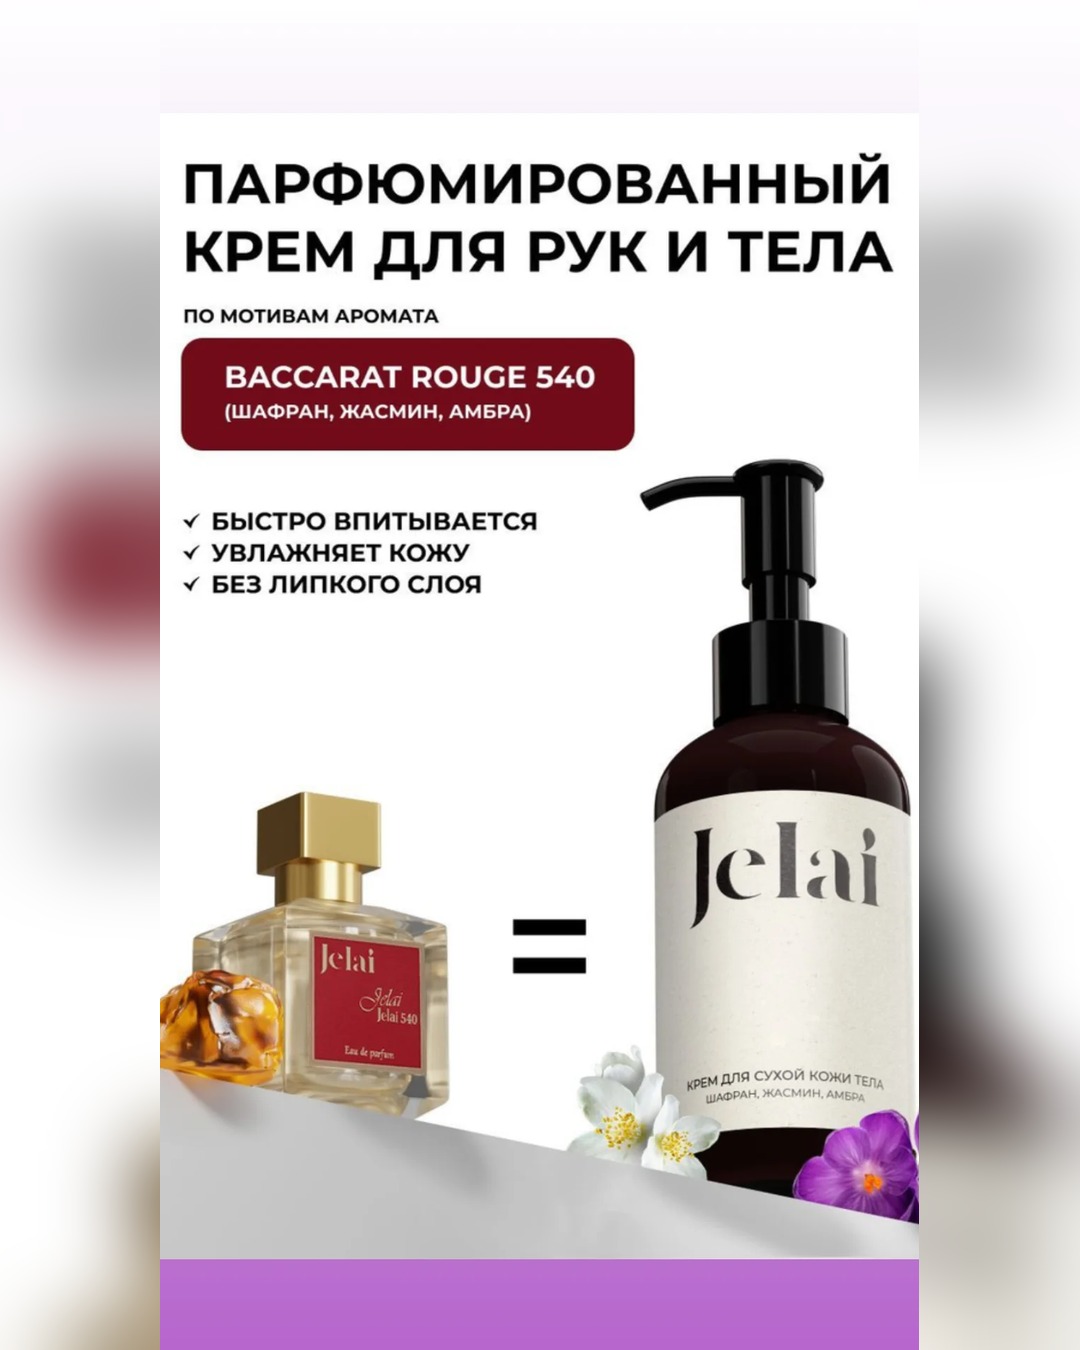 ПАРФЮМИРОВАННЫЙ
КРЕМ ДЛЯ РУК И ТЕЛА
ПО МОТИВАМ АРОМАТА
BACCARAT ROUGE 540
(ШАФРАН, ЖАСМИН, АМБРА)
БЫСТРО ВПИТЫВАЕТСЯ
УВЛАЖНЯЕТ КОЖУ
БЕЗ ЛИПКОГО СЛОЯ
Jelai
Jelai
Jelai 540
Eau de parfum
=
Jelai
КРЕМ ДЛЯ СУХОЙ КОЖИ ТЕЛА
ШАФРАН, ЖАСМИН, АМБРА